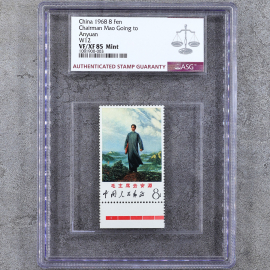 China 1968 8 Fen
Chairman Mao Going to
Anyuan
W12
VF/XF 85 Mint
ASG
AUTHENTICATED STAMP GUARANTY
毛主席去安源
中国人民邮政
8